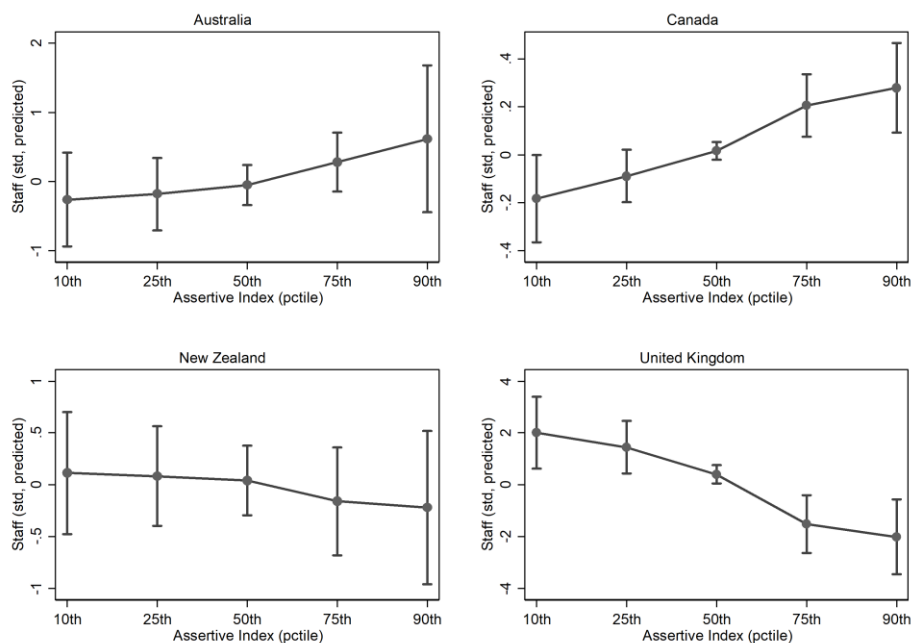 Australia
Staff (std, predicted)
2
1
0
-1
10th 25th 50th 75th 90th
Assertive Index (pctile)
Canada
Staff (std, predicted)
.4
.2
0
-.2
-.4
10th 25th 50th 75th 90th
Assertive Index (pctile)
New Zealand
Staff (std, predicted)
1
.5
0
-.5
-1
10th 25th 50th 75th 90th
Assertive Index (pctile)
United Kingdom
Staff (std, predicted)
4
2
0
-2
-4
10th 25th 50th 75th 90th
Assertive Index (pctile)